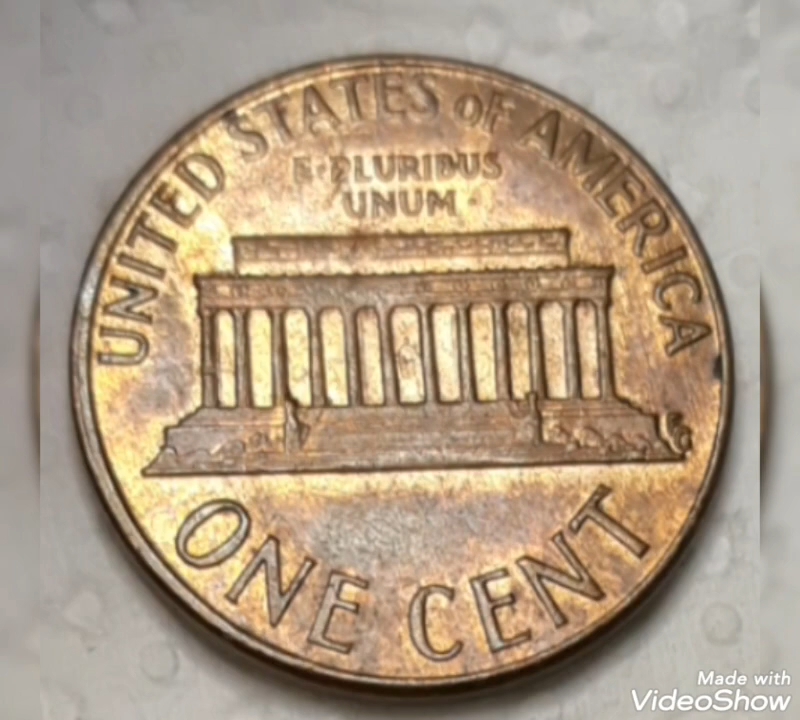 UNITED STATES OF AMERICA
E·PLURIBUS
UNUM
ONE CENT
Made with
VideoShow